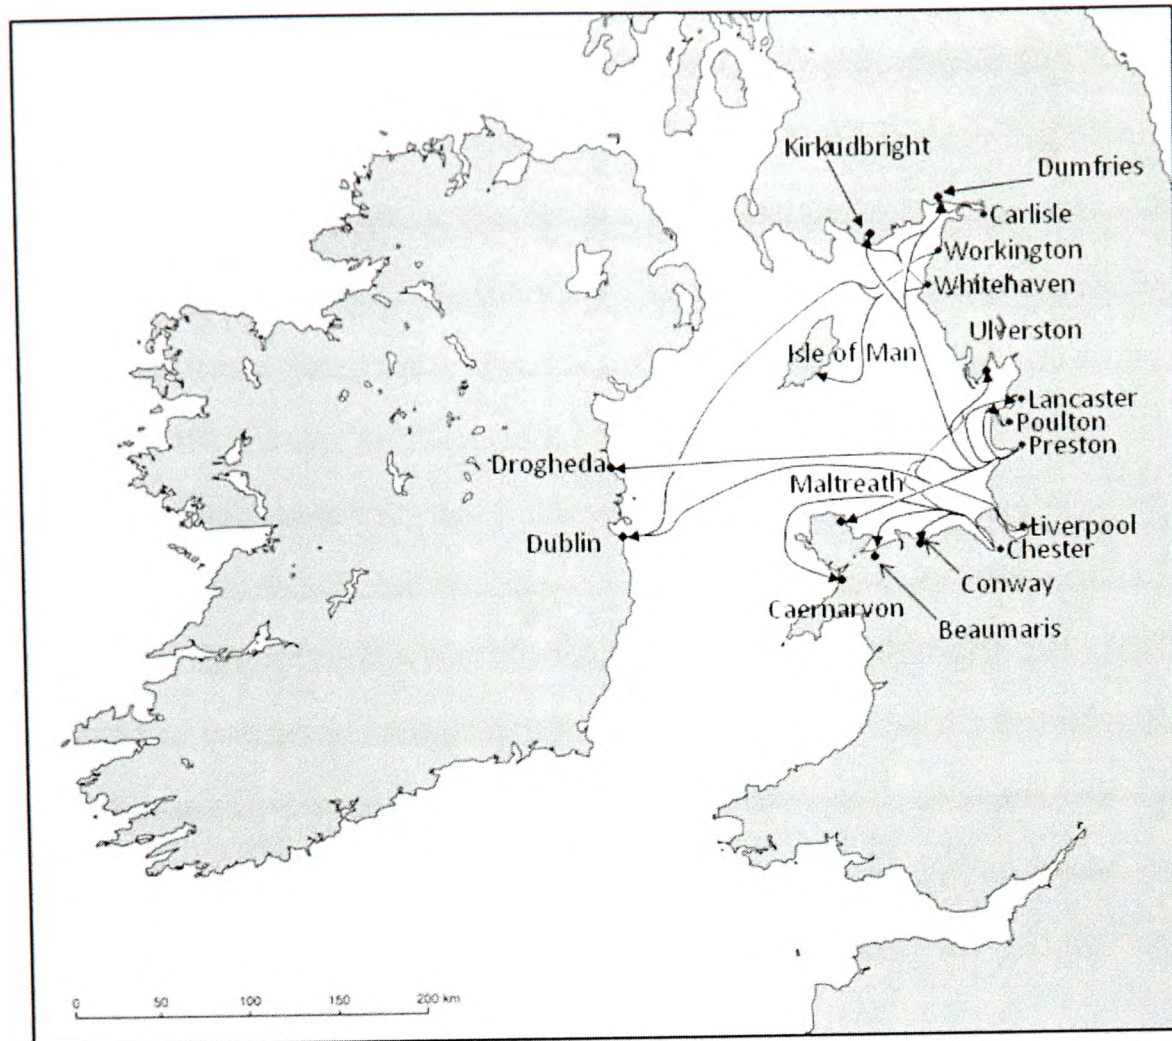 Kirkudbright
Dumfries
Carlisle
Workington
Whitehaven
Ulverston
Isle of Man
Lancaster
Poulton
Preston
Drogheda
Maltreath
Liverpool
Dublin
Chester
Conway
Caernarvon
Beaumaris
0 50 100 150 200 km